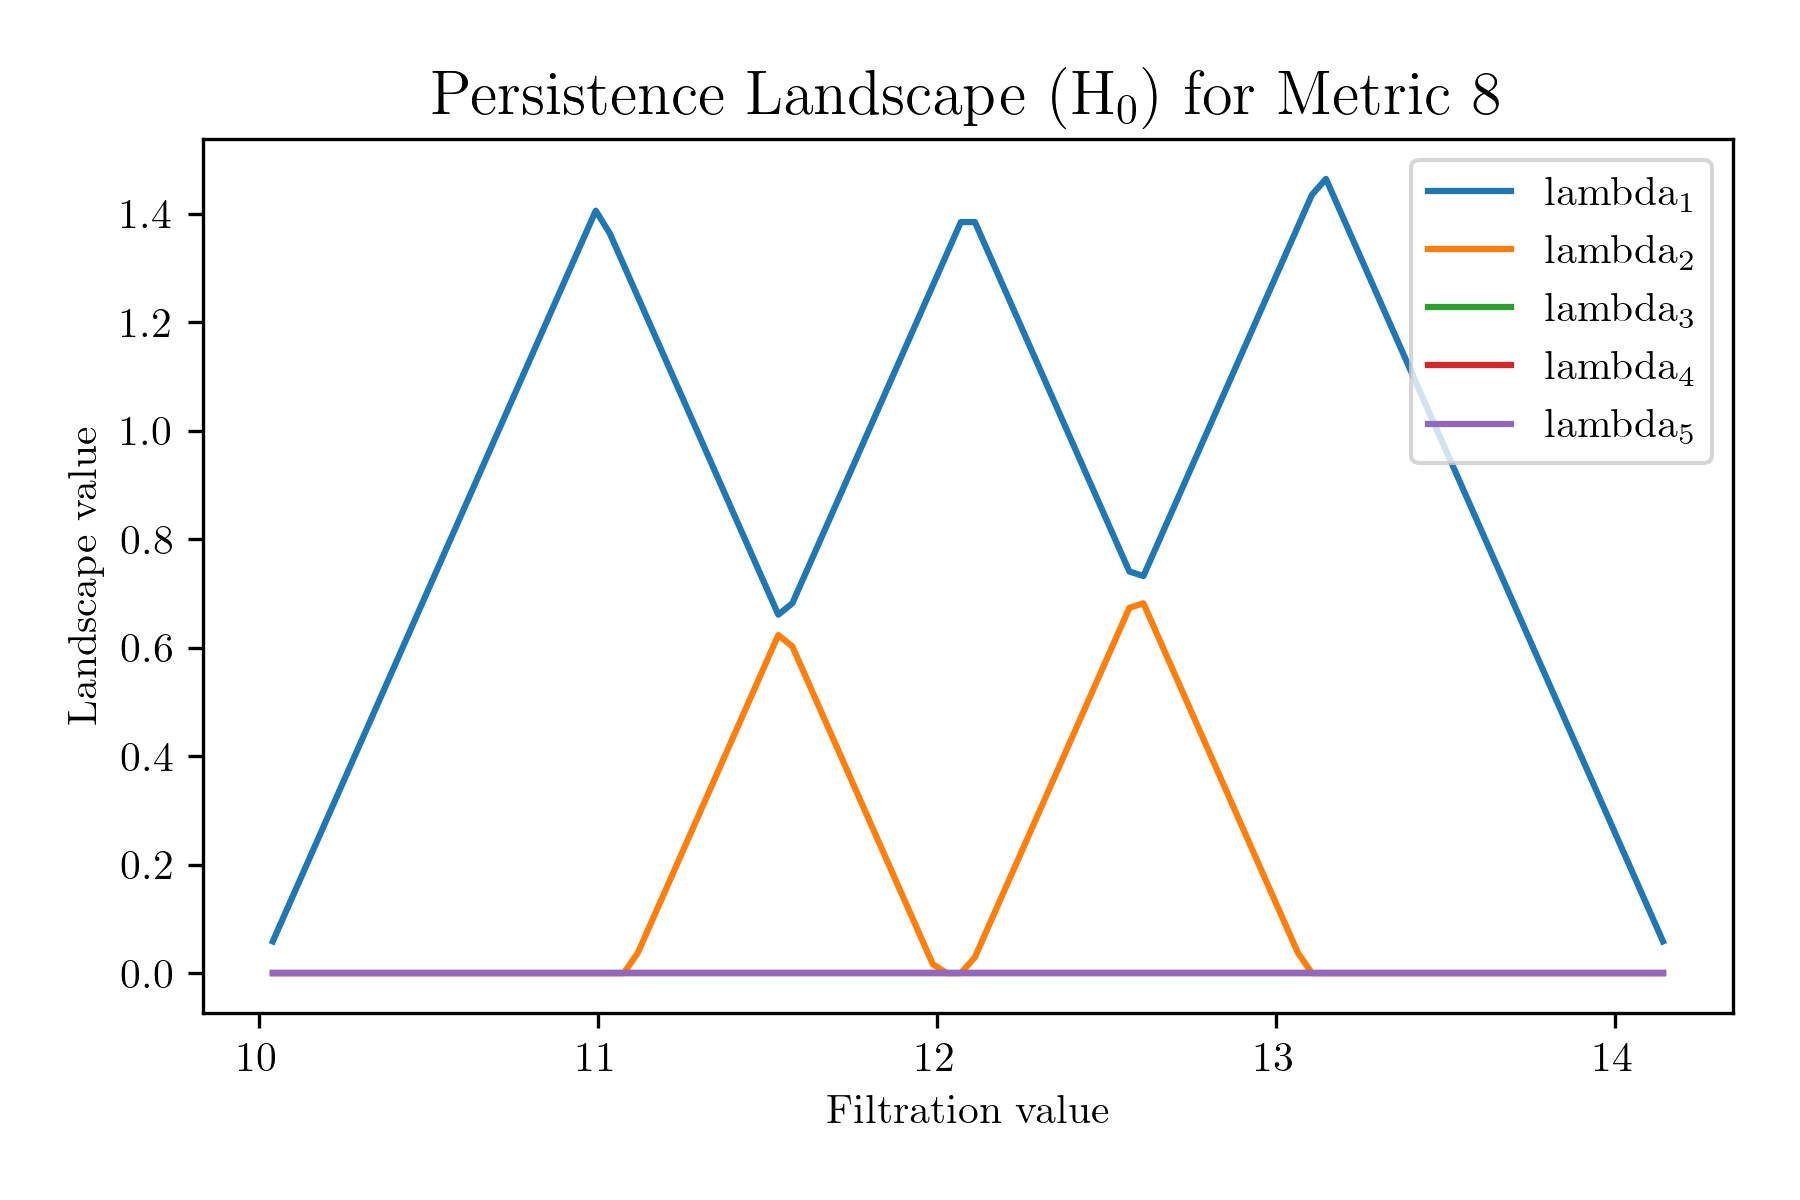 Persistence Landscape (H₀) for Metric 8
lambda₁
lambda₂
lambda₃
lambda₄
lambda₅
Landscape value
1.4
1.2
1.0
0.8
0.6
0.4
0.2
0.0
10 11 12 13 14
Filtration value